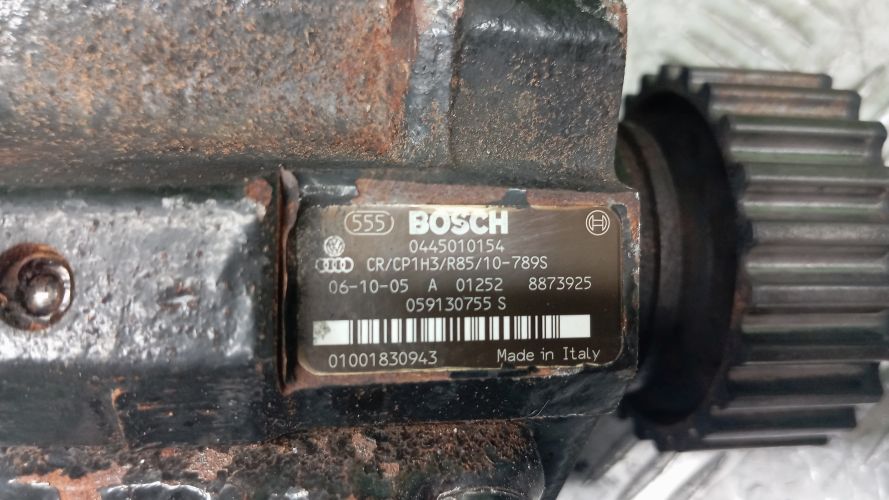 555 BOSCH
0445010154
CR/CP1H3/R85/10-789S
06-10-05 A 01252 8873925
059130755 S
01001830943 Made in Italy